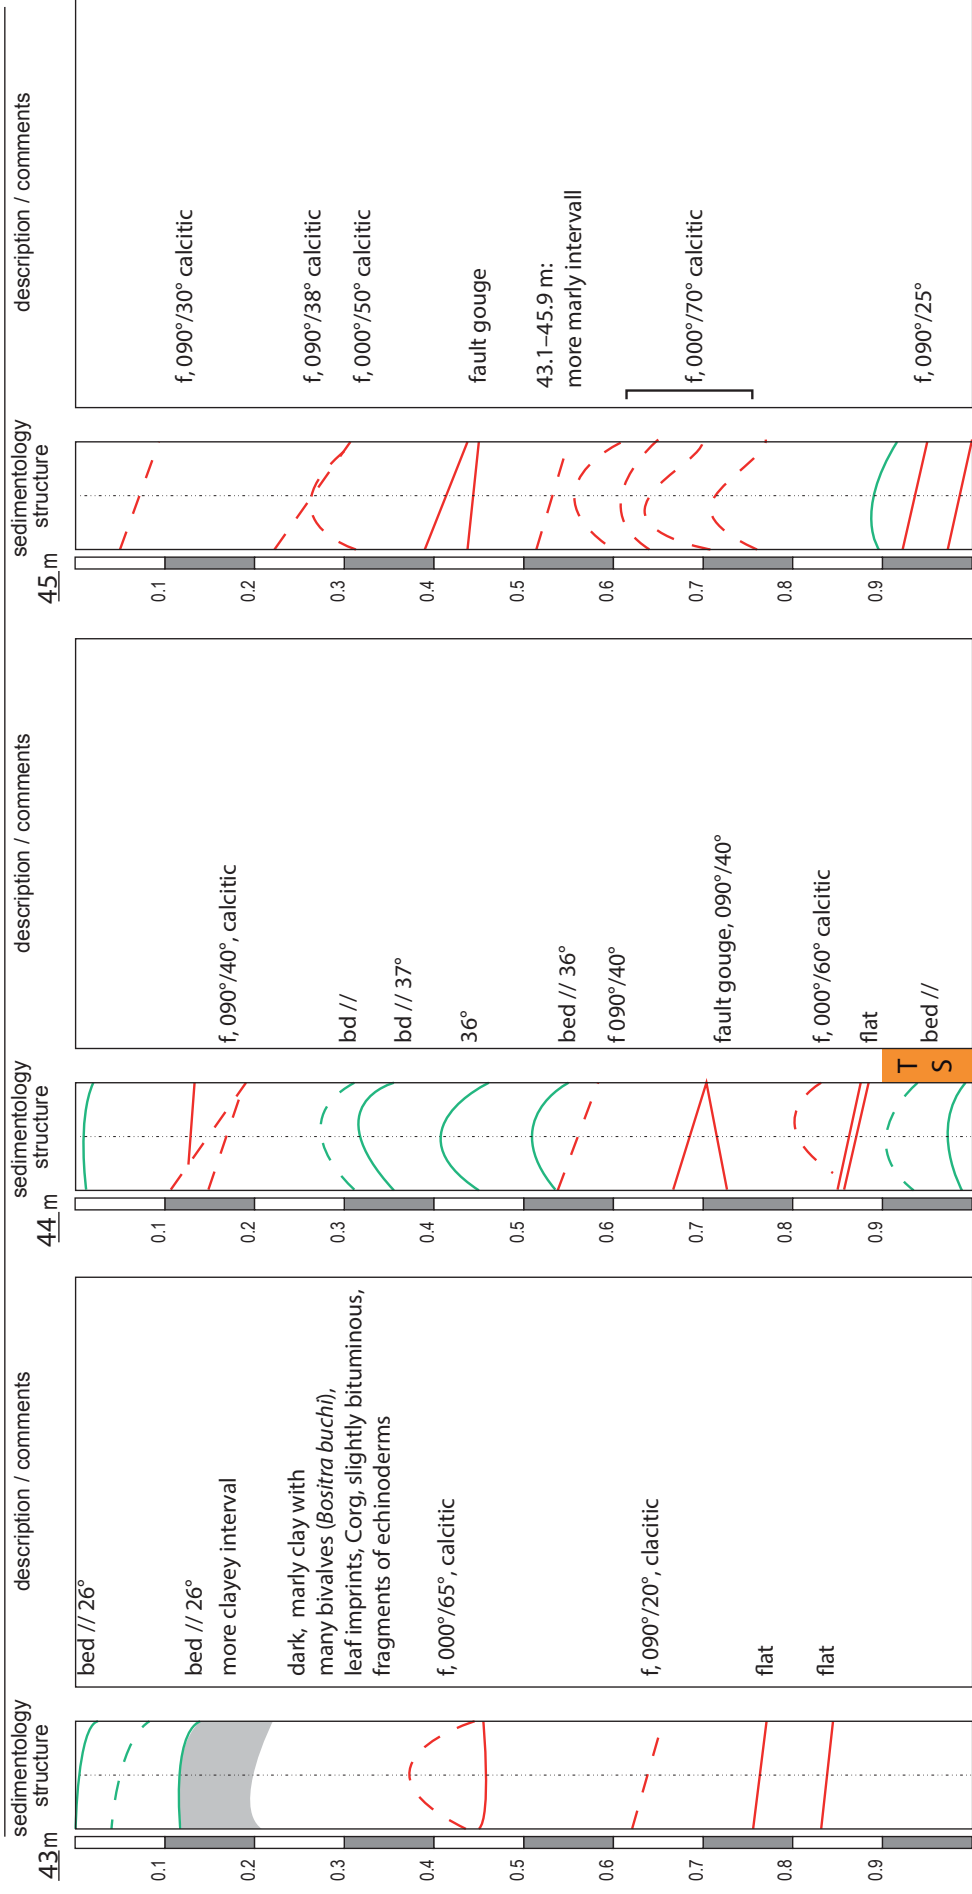 43m
sedimentology
structure
description / comments
0.1
0.2
0.3
0.4
0.5
0.6
0.7
0.8
0.9
bed // 26°
bed // 26°
more clayey interval
dark, marly clay with
many bivalves (Bositra buchi),
leaf imprints, Corg, slightly bituminous,
fragments of echinoderms
f, 000°/65°, calcitic
f, 090°/20°, clacitic
flat
flat
44 m
sedimentology
structure
description / comments
0.1
0.2
0.3
0.4
0.5
0.6
0.7
0.8
0.9
f, 090°/40°, calcitic
bd //
bd // 37°
36°
bed // 36°
f 090°/40°
fault gouge, 090°/40°
f, 000°/60° calcitic
flat
T
S
bed //
45 m
sedimentology
structure
description / comments
0.1
0.2
0.3
0.4
0.5
0.6
0.7
0.8
0.9
f, 090°/30° calcitic
f, 090°/38° calcitic
f, 000°/50° calcitic
fault gouge
43.1–45.9 m:
more marly intervall
f, 000°/70° calcitic
f, 090°/25°